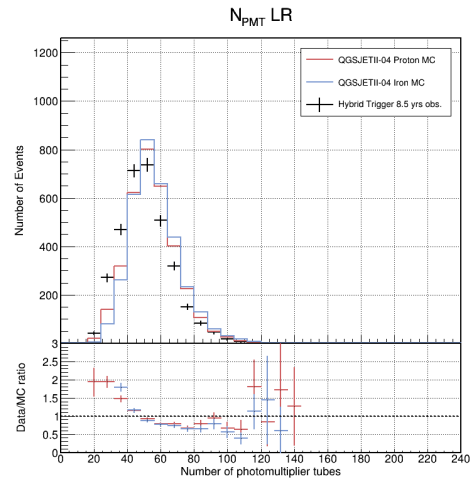 N_PMT LR
QGSJETII-04 Proton MC
QGSJETII-04 Iron MC
Hybrid Trigger 8.5 yrs obs.
Number of Events
1200
1000
800
600
400
200
Data/MC ratio
3
2.5
2
1.5
1
0.5
0
0 20 40 60 80 100 120 140 160 180 200 220 240
Number of photomultiplier tubes